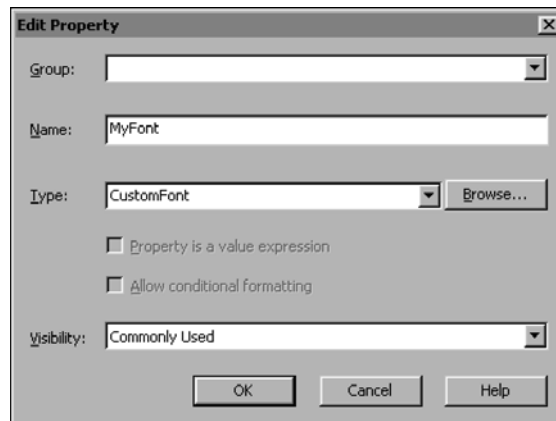 Edit Property
Group:
Name: MyFont
Type: CustomFont Browse...
Property is a value expression
Allow conditional formatting
Visibility: Commonly Used
OK Cancel Help